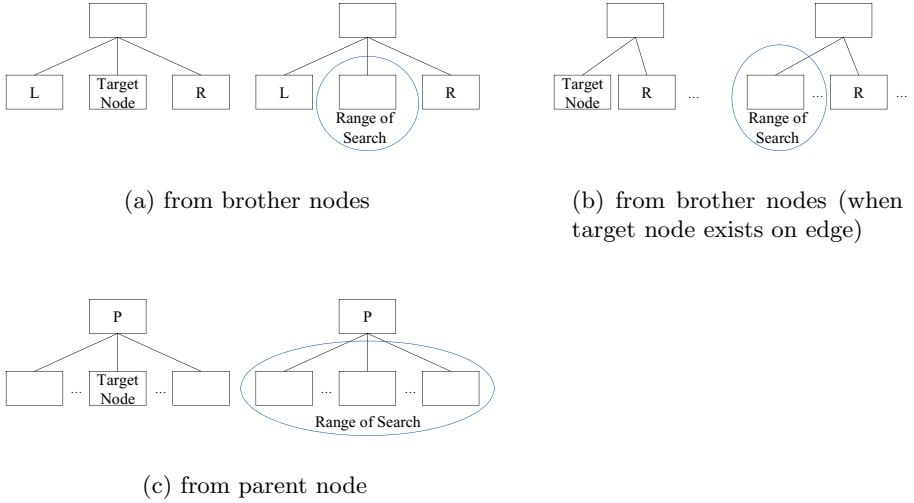 L
Target
Node
R
L
R
Range of
Search
Target
Node
R
...
...
R
...
Range of
Search
(a) from brother nodes
(b) from brother nodes (when
target node exists on edge)
P
...
Target
Node
...
P
...
...
Range of Search
(c) from parent node